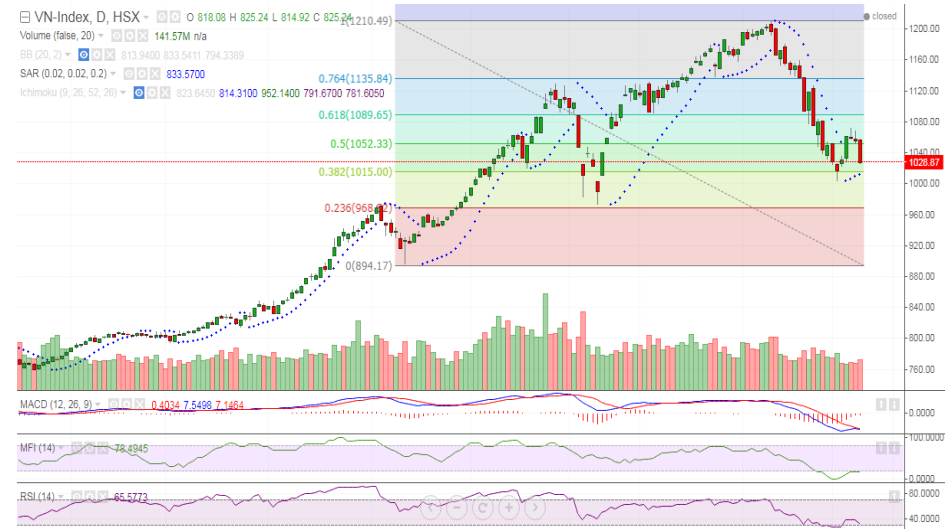 VN-Index, D, HSX O 818.08 H 825.24 L 814.92 C 825.24
closed
Volume (false, 20) 141.57M n/a
BB (20, 2) 813.9400 833.5411 794.3389
SAR (0.02, 0.02, 0.2) 833.5700
Ichimoku (9, 26, 52, 26) 823.6450 814.3100 952.1400 791.6700 781.6050
1(1210.49)
0.764(1135.84)
0.618(1089.65)
0.5(1052.33)
0.382(1015.00)
0.236(968.82)
0(894.17)
1200.00
1160.00
1120.00
1080.00
1040.00
1028.87
1000.00
960.00
920.00
880.00
840.00
800.00
760.00
MACD (12, 26, 9) 0.4034 7.5498 7.1464
0.0000
MFI (14) 78.4945
100.0000
0.0000
RSI (14) 65.5773
80.0000
40.0000